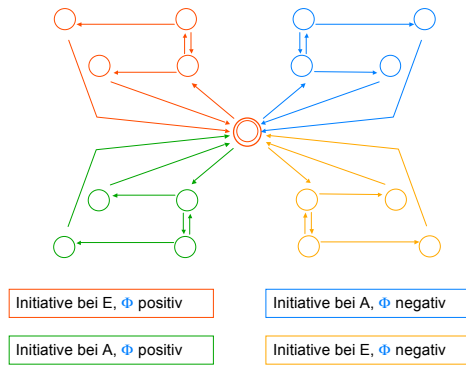 Initiative bei E, Φ positiv
Initiative bei A, Φ negativ
Initiative bei A, Φ positiv
Initiative bei E, Φ negativ